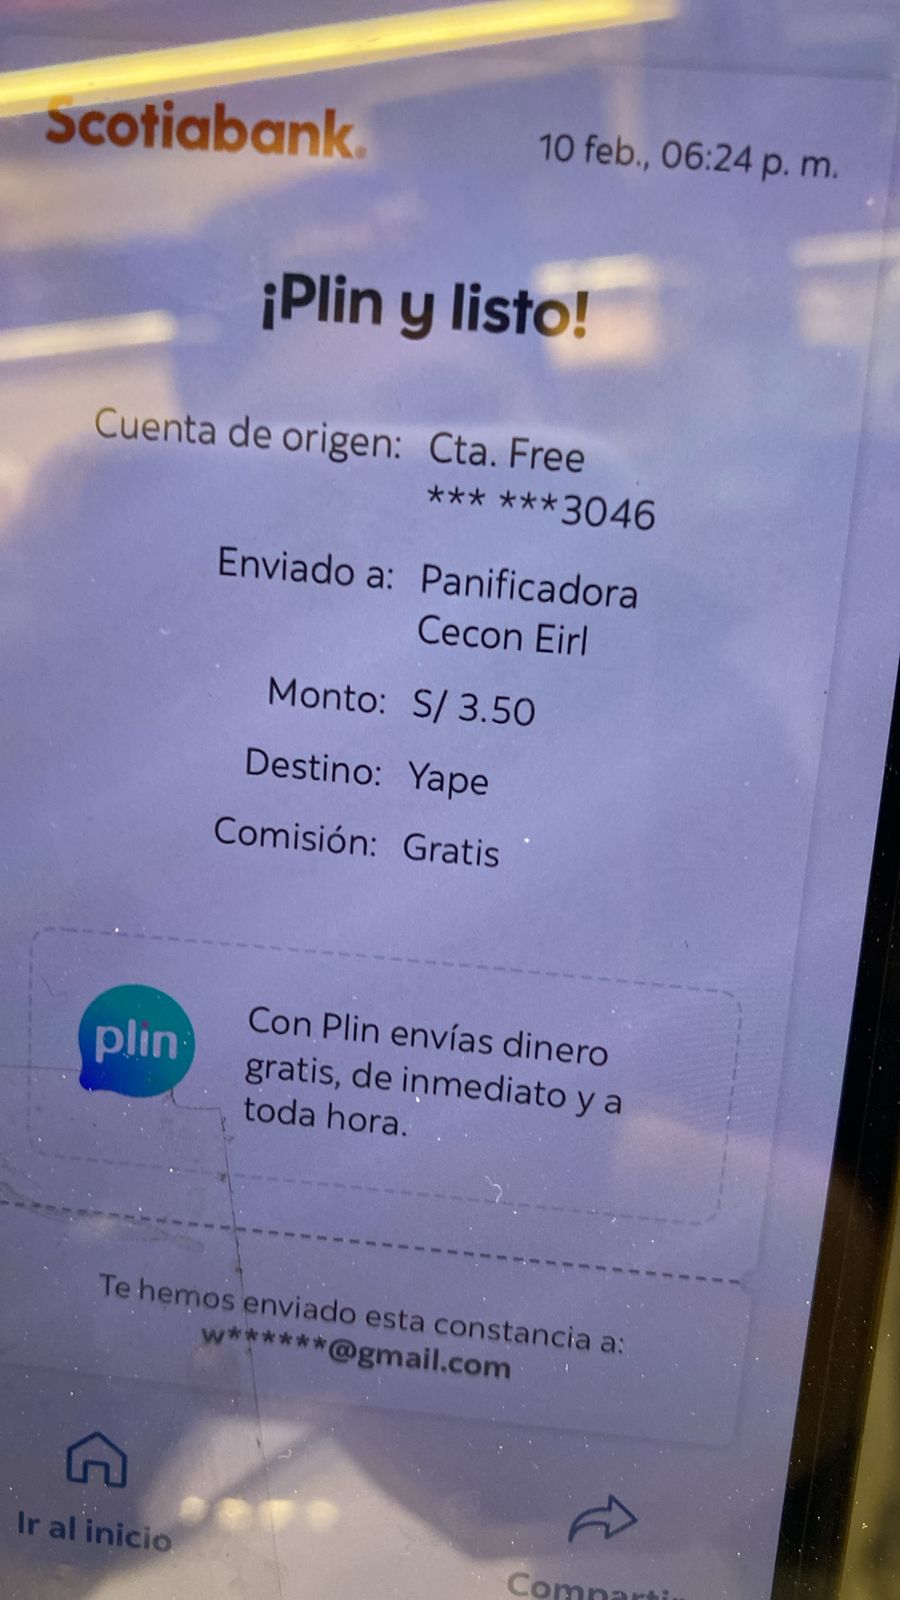 Scotiabank®
10 feb., 06:24 p. m.
¡Plin y listo!
Cuenta de origen: Cta. Free
*** ***3046
Enviado a: Panificadora
Cecon Eirl
Monto: S/ 3.50
Destino: Yape
Comisión: Gratis
plin
Con Plin envías dinero
gratis, de inmediato y a
toda hora.
Te hemos enviado esta constancia a:
w******@gmail.com
Ir al inicio
Compartir